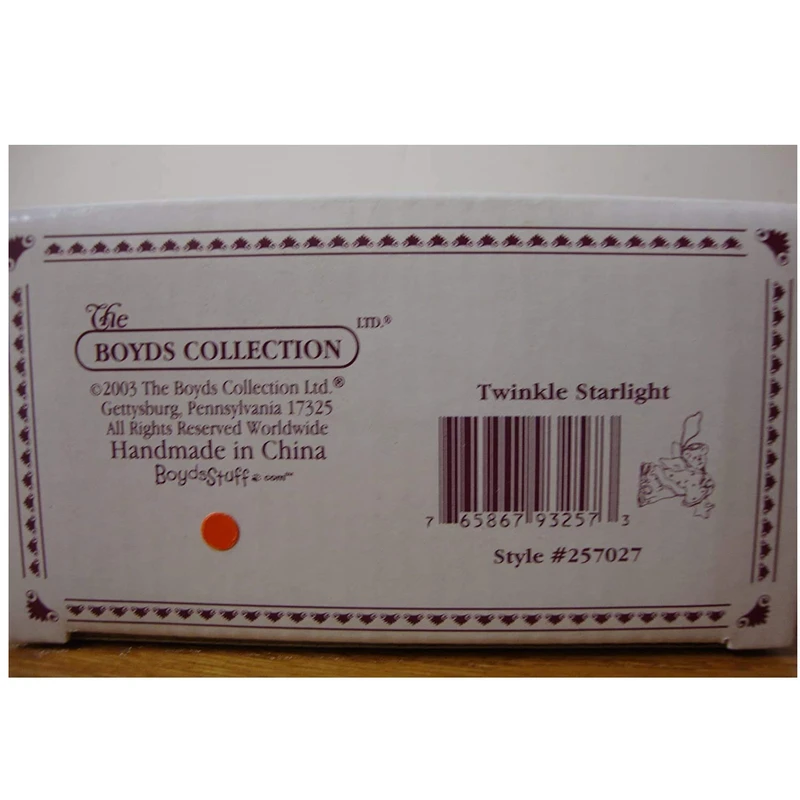 The
LTD.®
BOYDS COLLECTION
©2003 The Boyds Collection Ltd.®
Gettysburg, Pennsylvania 17325
All Rights Reserved Worldwide
Handmade in China
BoydsStuff.com™
Twinkle Starlight
7 65867 93257 3
Style #257027